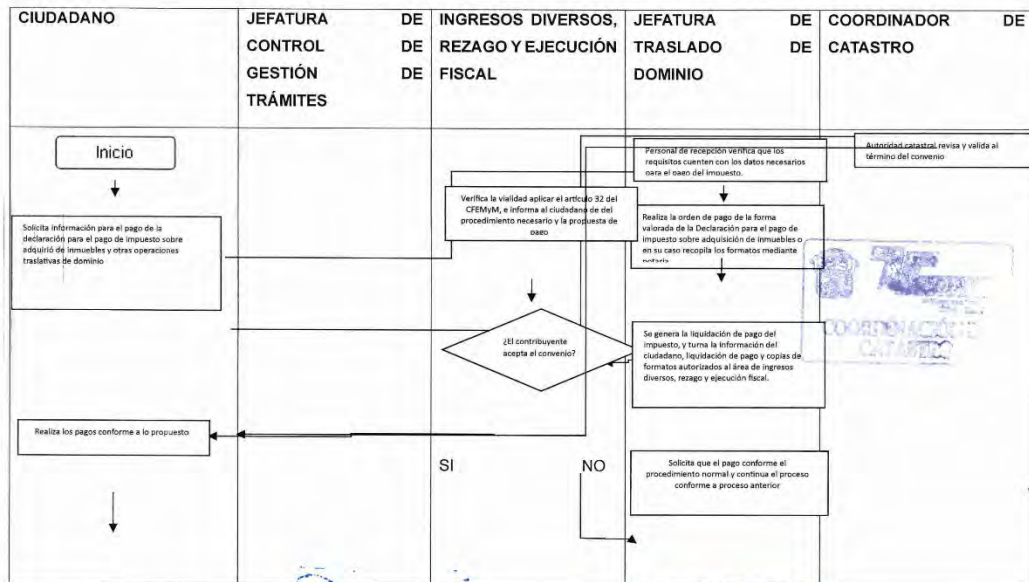 CIUDADANO
JEFATURA DE
CONTROL DE
GESTIÓN DE
TRÁMITES
INGRESOS DIVERSOS,
REZAGO Y EJECUCIÓN
FISCAL
JEFATURA DE
TRASLADO DE
DOMINIO
COORDINADOR DE
CATASTRO
Inicio
Solicita información para el pago de la
declaración para el pago de impuesto sobre
adquirió de inmuebles y otras operaciones
traslativas de dominio
Realiza los pagos conforme a lo propuesto
Verifica la vialidad aplicar el artículo 32 del
CFEMyM, e informa al ciudadano de del
procedimiento necesario y la propuesta de
pago
¿El contribuyente
acepta el convenio?
SI
NO
Personal de recepción verifica que los
requisitos cuenten con los datos necesarios
para el pago del impuesto.
Realiza la orden de pago de la forma
valorada de la Declaración para el pago de
impuesto sobre adquisición de inmuebles o
en su caso recopila los formatos mediante
notaria
Se genera la liquidación de pago del
impuesto, y turna la información del
ciudadano, liquidación de pago y copias de
formatos autorizados al área de ingresos
diversos, rezago y ejecución fiscal.
Solicita que el pago conforme el
procedimiento normal y continua el proceso
conforme a proceso anterior
Autoridad catastral revisa y valida al
término del convenio
COORDINACIÓN
CATASTRO